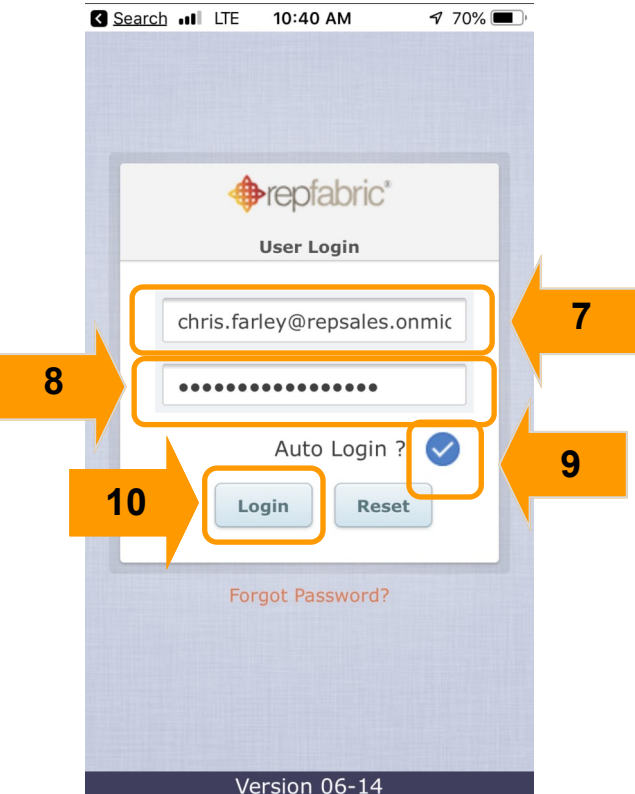 Search LTE 10:40 AM 70%
repfabric®
User Login
chris.farley@repsales.onmic
7
8
•••••••••••••••••
Auto Login ?
9
10
Login Reset
Forgot Password?
Version 06-14